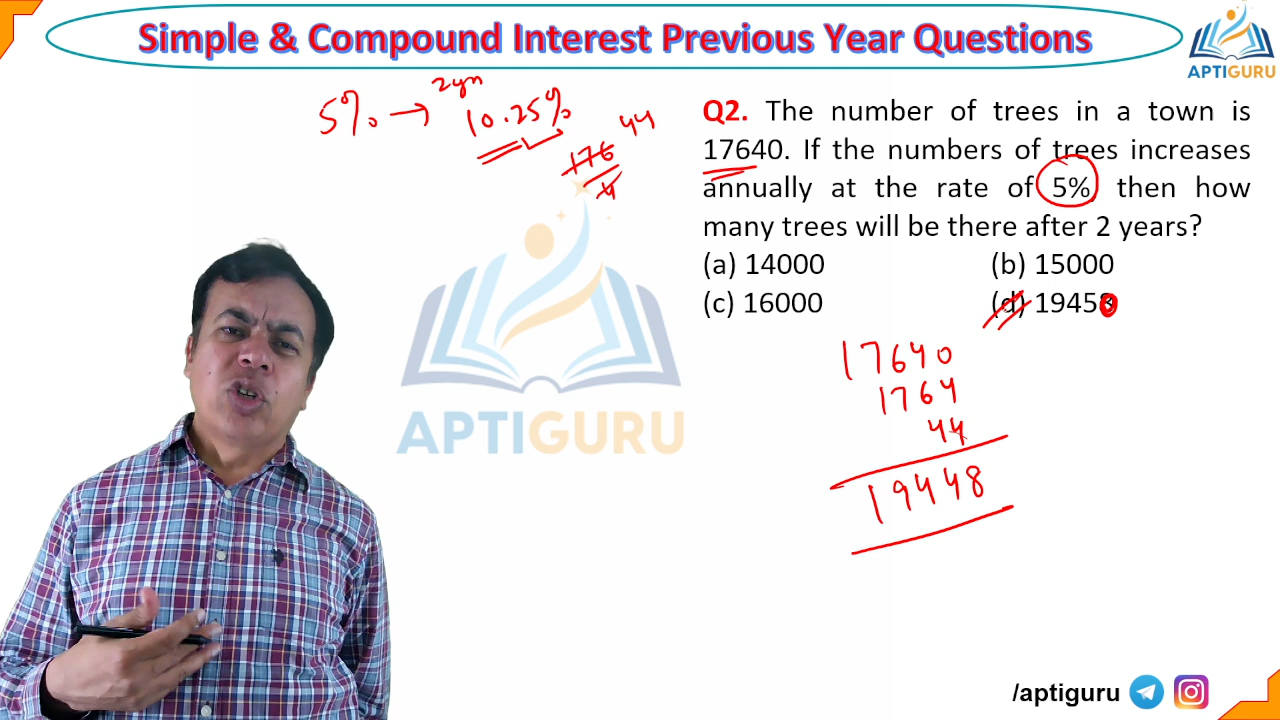 Simple & Compound Interest Previous Year Questions
APTIGURU
5% → 2yrs 10.25%
176/4 44
Q2. The number of trees in a town is
17640. If the numbers of trees increases
annually at the rate of 5%, then how
many trees will be there after 2 years?
(a) 14000 (b) 15000
(c) 16000 (d) 19450
17640
1764
44
19448
APTIGURU
/aptiguru